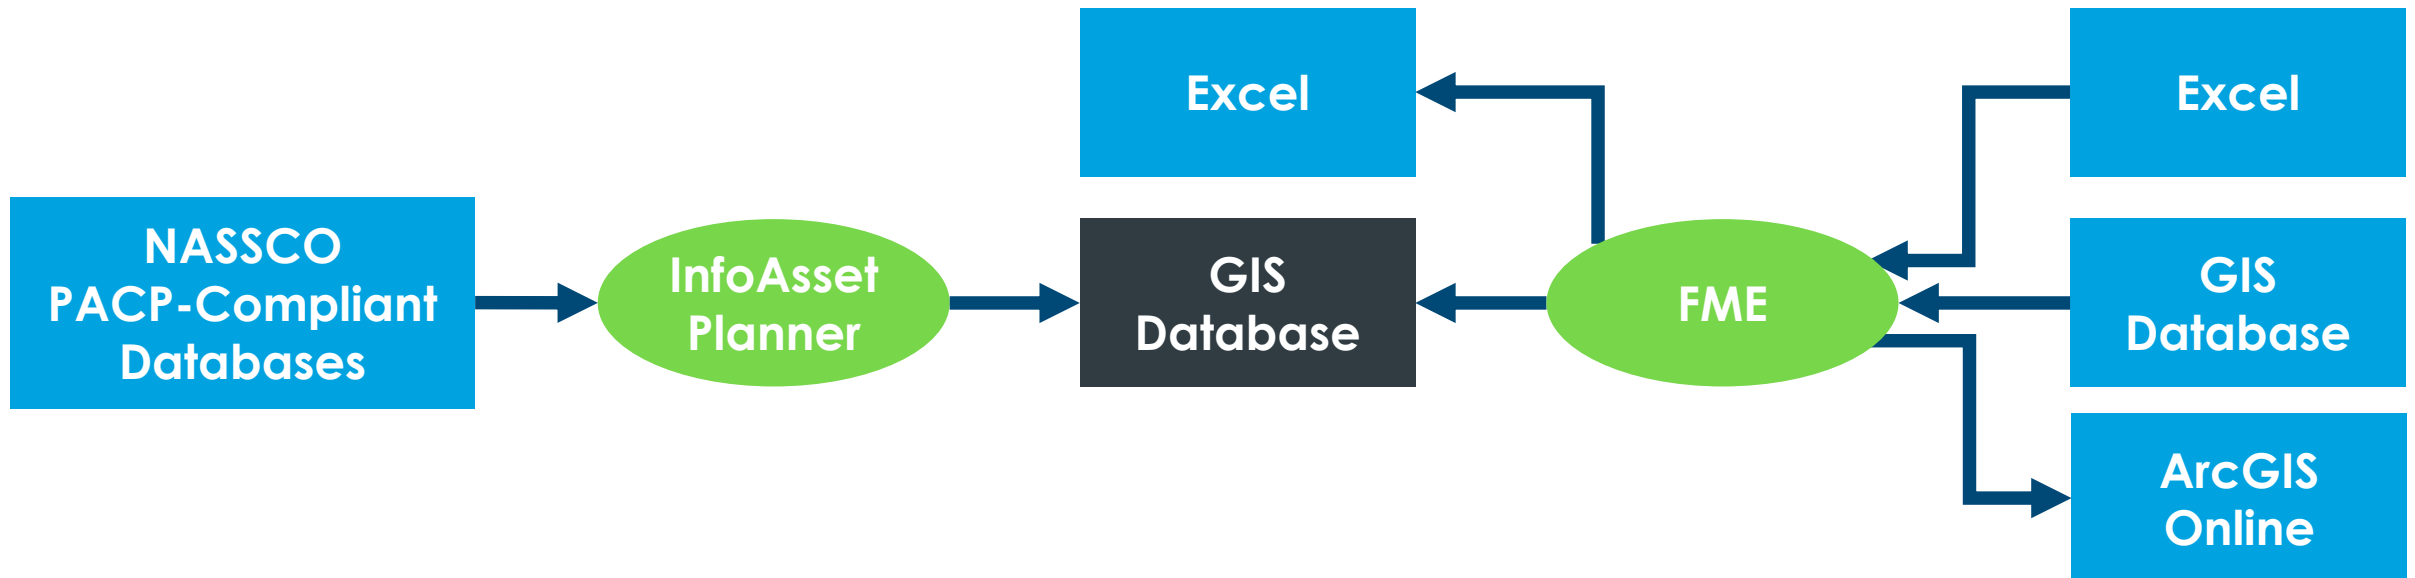 NASSCO
PACP-Compliant
Databases
InfoAsset
Planner
Excel
GIS
Database
FME
Excel
GIS
Database
ArcGIS
Online